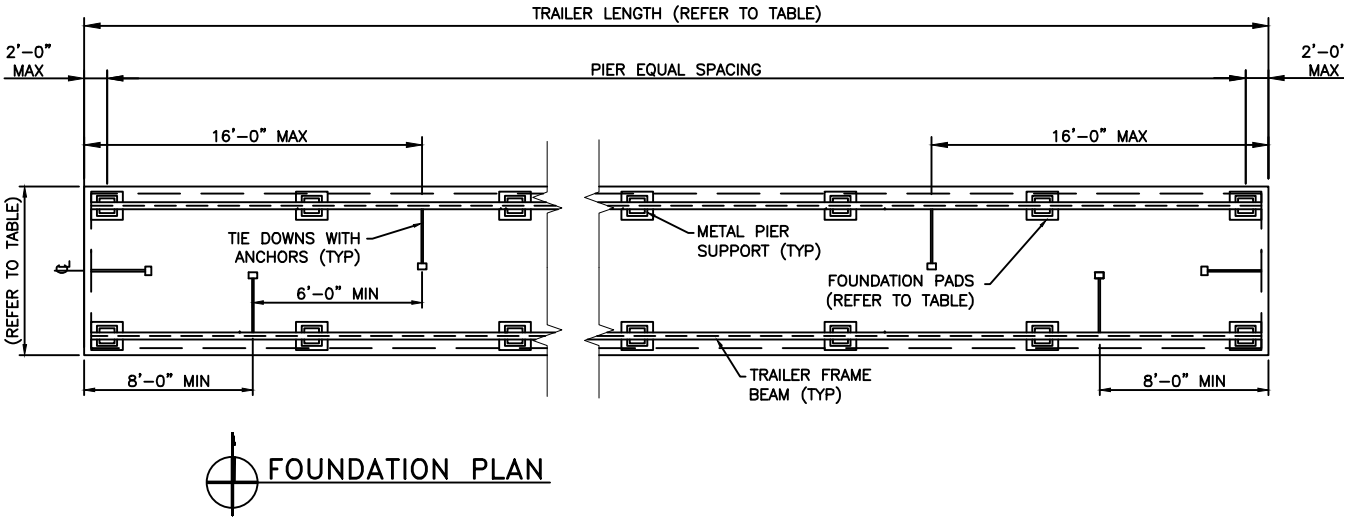 TRAILER LENGTH (REFER TO TABLE)
2'-0"
MAX
PIER EQUAL SPACING
2'-0'
MAX
16'-0" MAX
16'-0" MAX
(REFER TO TABLE)
TIE DOWNS WITH
ANCHORS (TYP)
METAL PIER
SUPPORT (TYP)
FOUNDATION PADS
(REFER TO TABLE)
CL
6'-0" MIN
8'-0" MIN
TRAILER FRAME
BEAM (TYP)
8'-0" MIN
FOUNDATION PLAN